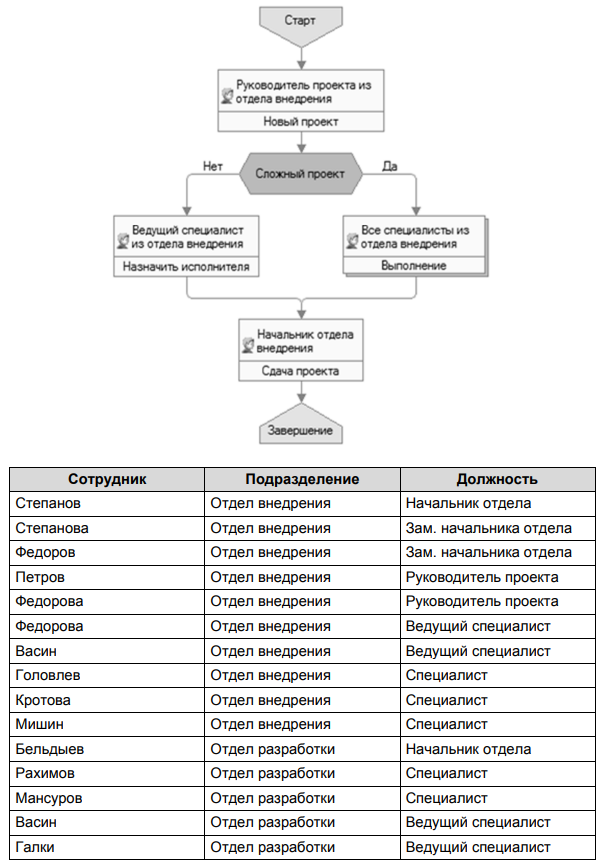 Старт
Руководитель проекта из
отдела внедрения
Новый проект
Нет
Сложный проект
Да
Ведущий специалист
из отдела внедрения
Назначить исполнителя
Все специалисты из
отдела внедрения
Выполнение
Начальник отдела
внедрения
Сдача проекта
Завершение
Сотрудник Подразделение Должность
Степанов Отдел внедрения Начальник отдела
Степанова Отдел внедрения Зам. начальника отдела
Федоров Отдел внедрения Зам. начальника отдела
Петров Отдел внедрения Руководитель проекта
Федорова Отдел внедрения Руководитель проекта
Федорова Отдел внедрения Ведущий специалист
Васин Отдел внедрения Ведущий специалист
Головлев Отдел внедрения Специалист
Кротова Отдел внедрения Специалист
Мишин Отдел внедрения Специалист
Бельдыев Отдел разработки Начальник отдела
Рахимов Отдел разработки Специалист
Мансуров Отдел разработки Специалист
Васин Отдел разработки Ведущий специалист
Галки Отдел разработки Ведущий специалист